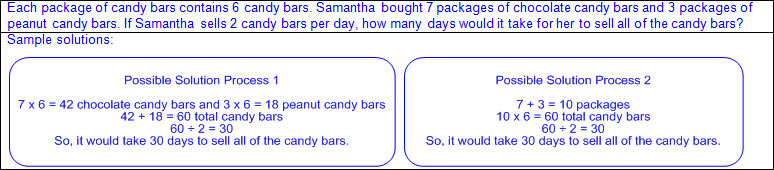 Each package of candy bars contains 6 candy bars. Samantha bought 7 packages of chocolate candy bars and 3 packages of
peanut candy bars. If Samantha sells 2 candy bars per day, how many days would it take for her to sell all of the candy bars?
Sample solutions:
Possible Solution Process 1
7 x 6 = 42 chocolate candy bars and 3 x 6 = 18 peanut candy bars
42 + 18 = 60 total candy bars
60 ÷ 2 = 30
So, it would take 30 days to sell all of the candy bars.
Possible Solution Process 2
7 + 3 = 10 packages
10 x 6 = 60 total candy bars
60 ÷ 2 = 30
So, it would take 30 days to sell all of the candy bars.